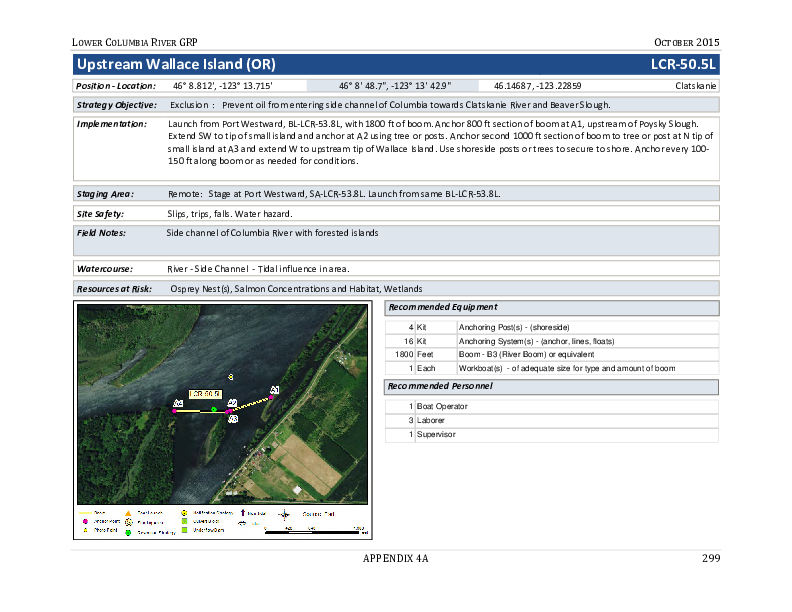 LOWER COLUMBIA RIVER GRP OCTOBER 2015
Upstream Wallace Island (OR) LCR-50.5L
Position - Location: 46° 8.812', -123° 13.715' 46° 8' 48.7", -123° 13' 42.9" 46.14687, -123.22859 Clatskanie
Strategy Objective: Exclusion : Prevent oil from entering side channel of Columbia towards Clatskanie River and Beaver Slough.
Implementation: Launch from Port Westward, BL-LCR-53.8L, with 1800 ft of boom. Anchor 800 ft section of boom at A1, upstream of Poysky Slough.
Extend SW to tip of small island and anchor at A2 using tree or posts. Anchor second 1000 ft section of boom to tree or post at N tip of
small island at A3 and extend W to upstream tip of Wallace Island. Use shoreside posts or trees to secure to shore. Anchor every 100-
150 ft along boom or as needed for conditions.
Staging Area: Remote: Stage at Port Westward, SA-LCR-53.8L. Launch from same BL-LCR-53.8L.
Site Safety: Slips, trips, falls. Water hazard.
Field Notes: Side channel of Columbia River with forested islands
Watercourse: River - Side Channel - Tidal influence in area.
Resources at Risk: Osprey Nest(s), Salmon Concentrations and Habitat, Wetlands
Recommended Equipment
4 Kit Anchoring Post(s) - (shoreside)
16 Kit Anchoring System(s) - (anchor, lines, floats)
1800 Feet Boom - B3 (River Boom) or equivalent
1 Each Workboat(s) - of adequate size for type and amount of boom
Recommended Personnel
1 Boat Operator
3 Laborer
1 Supervisor
LCR-50.5L
A1
A4 A2
A3
Anchor Point
Photo Point
APPENDIX 4A 299